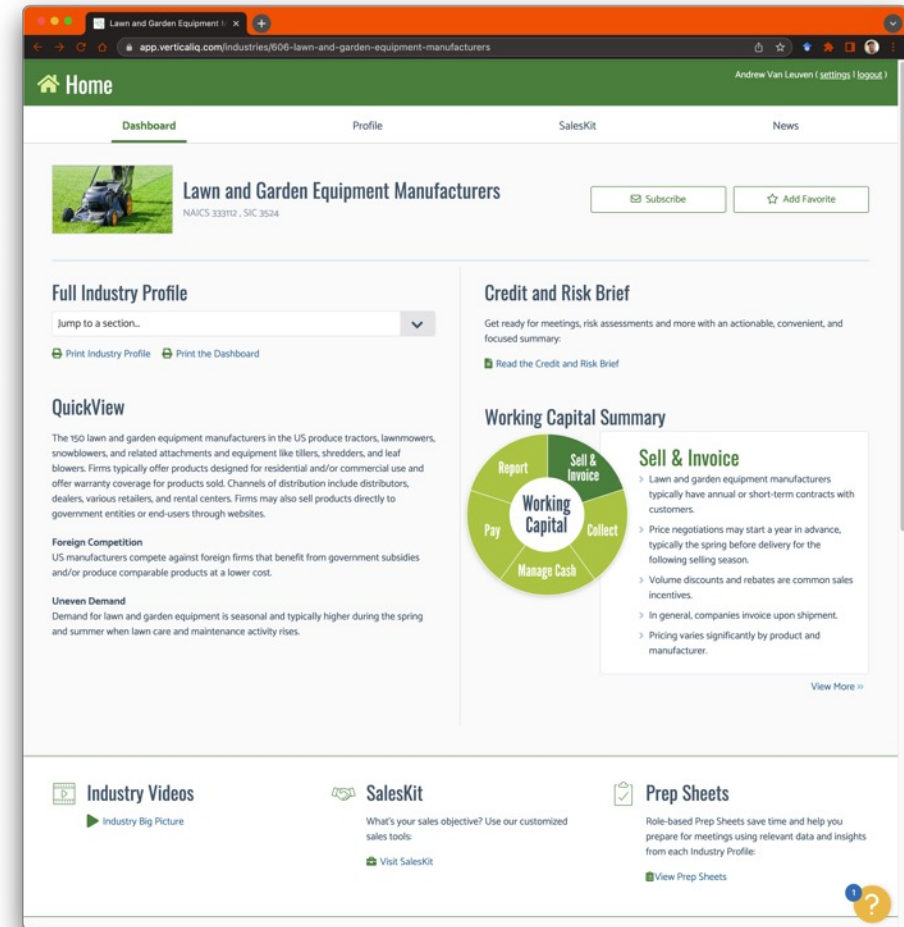 Lawn and Garden Equipment M
app.verticaliq.com/industries/606-lawn-and-garden-equipment-manufacturers
Home
Andrew Van Leuven ( settings | logout )
Dashboard
Profile
SalesKit
News
Lawn and Garden Equipment Manufacturers
NAICS 333112 , SIC 3524
Subscribe
Add Favorite
Full Industry Profile
Jump to a section...
Print Industry Profile
Print the Dashboard
QuickView
The 150 lawn and garden equipment manufacturers in the US produce tractors, lawnmowers,
snowblowers, and related attachments and equipment like tillers, shredders, and leaf
blowers. Firms typically offer products designed for residential and/or commercial use and
offer warranty coverage for products sold. Channels of distribution include distributors,
dealers, various retailers, and rental centers. Firms may also sell products directly to
government entities or end-users through websites.
Foreign Competition
US manufacturers compete against foreign firms that benefit from government subsidies
and/or produce comparable products at a lower cost.
Uneven Demand
Demand for lawn and garden equipment is seasonal and typically higher during the spring
and summer when lawn care and maintenance activity rises.
Credit and Risk Brief
Get ready for meetings, risk assessments and more with an actionable, convenient, and
focused summary:
Read the Credit and Risk Brief
Working Capital Summary
Report
Sell &
Invoice
Working
Capital
Pay
Collect
Manage Cash
Sell & Invoice
> Lawn and garden equipment manufacturers
typically have annual or short-term contracts with
customers.
> Price negotiations may start a year in advance,
typically the spring before delivery for the
following selling season.
> Volume discounts and rebates are common sales
incentives.
> In general, companies invoice upon shipment.
> Pricing varies significantly by product and
manufacturer.
View More »
Industry Videos
Industry Big Picture
SalesKit
What's your sales objective? Use our customized
sales tools:
Visit SalesKit
Prep Sheets
Role-based Prep Sheets save time and help you
prepare for meetings using relevant data and insights
from each Industry Profile:
View Prep Sheets
1
?